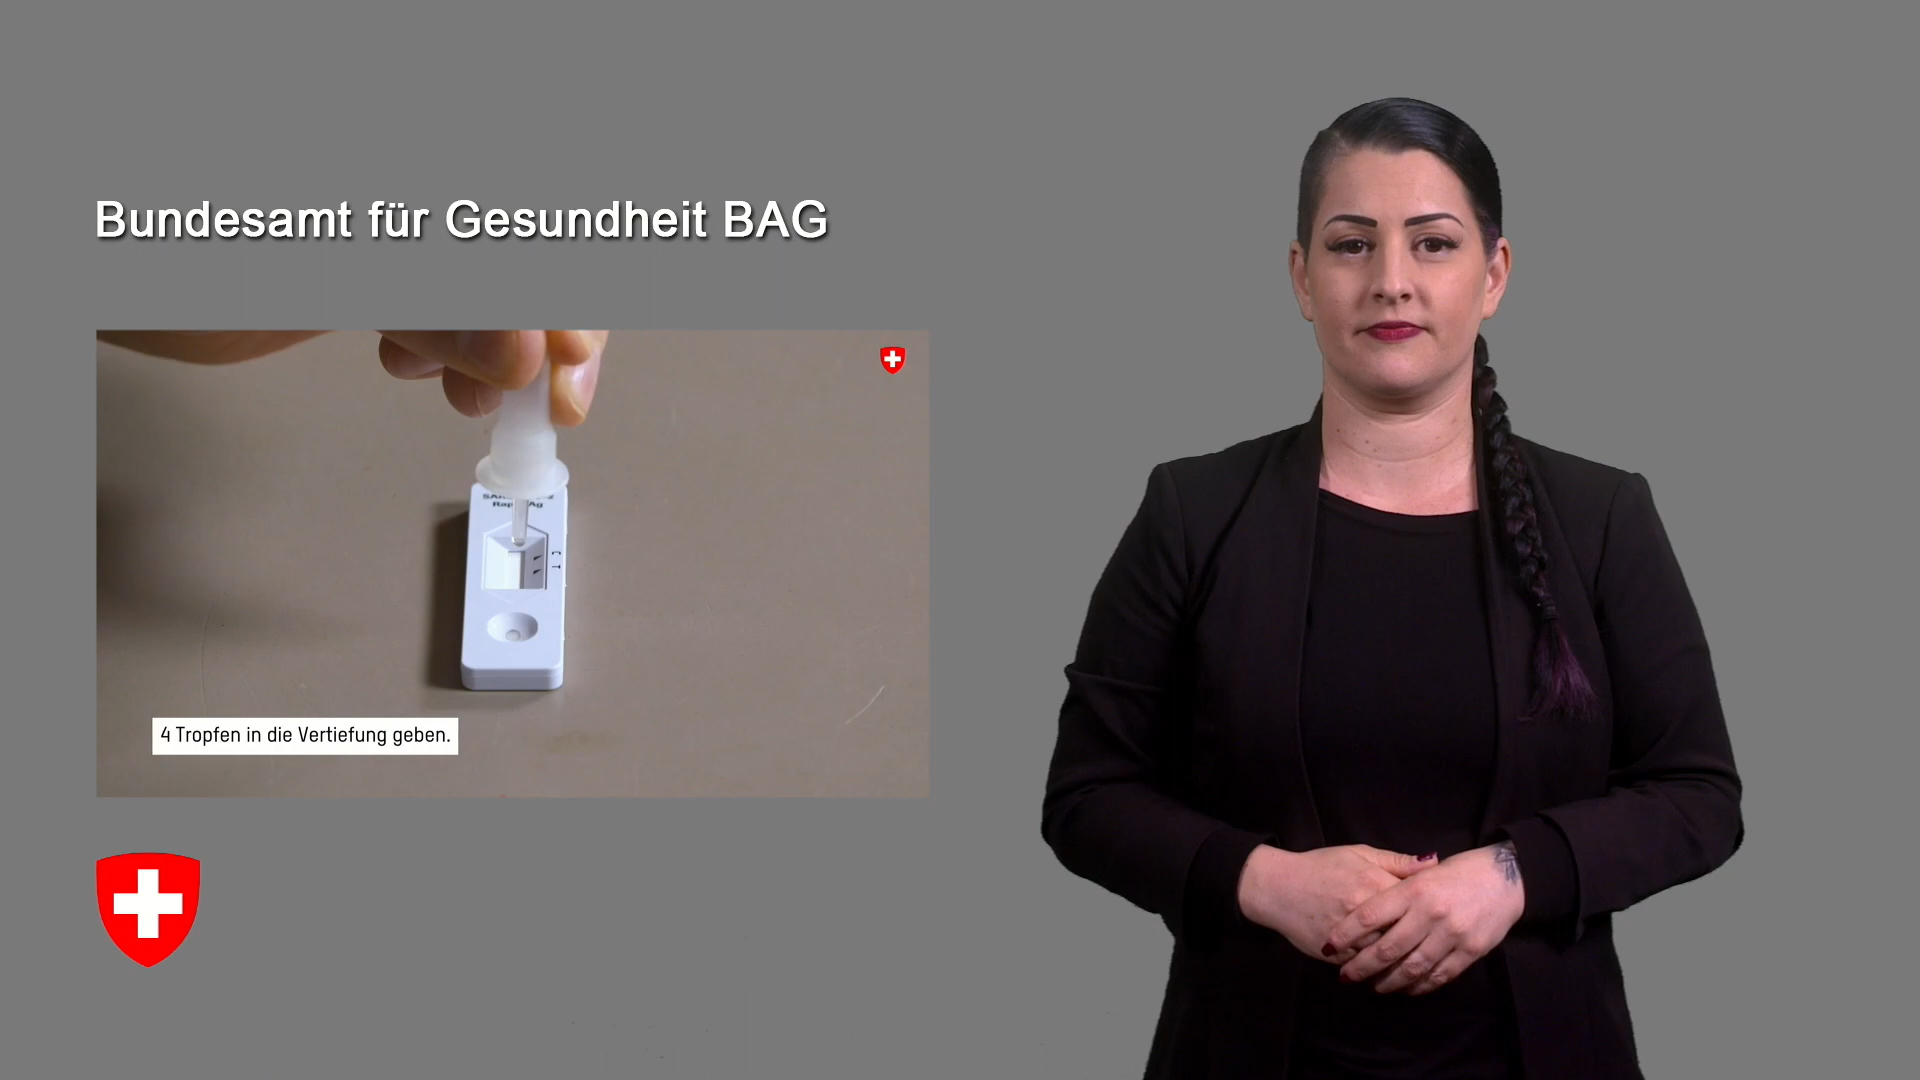 Bundesamt für Gesundheit BAG
C T
4 Tropfen in die Vertiefung geben.